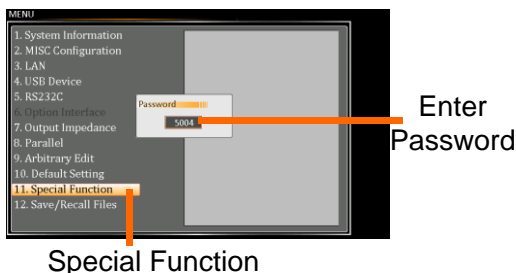 MENU
1. System Information
2. MISC Configuration
3. LAN
4. USB Device
5. RS232C
6. Option Interface
7. Output Impedance
8. Parallel
9. Arbitrary Edit
10. Default Setting
11. Special Function
12. Save/Recall Files
Password
5004
Enter
Password
Special Function